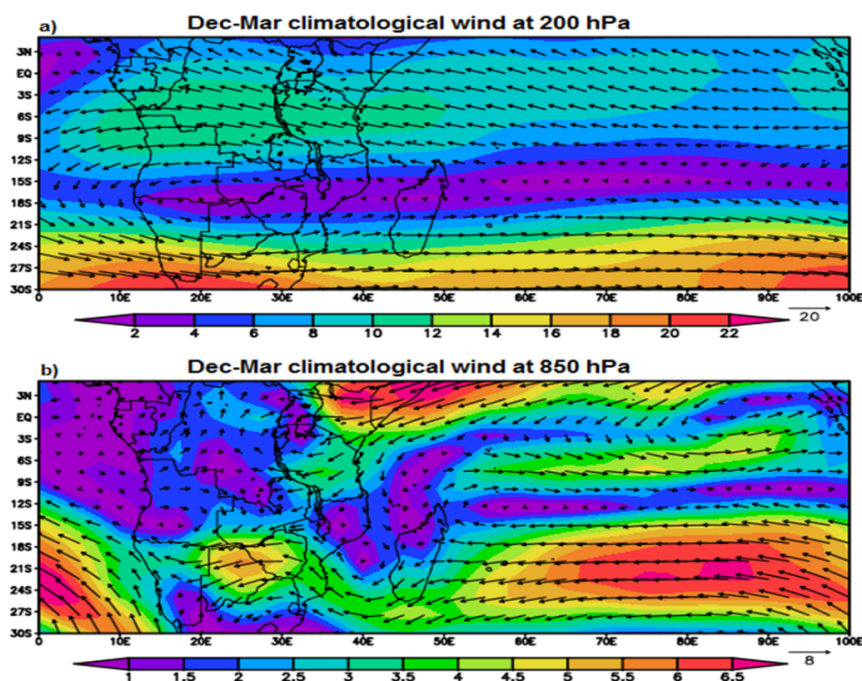 Dec-Mar climatological wind at 200 hPa
a)
3N
EQ
3S
6S
9S
12S
15S
18S
21S
24S
27S
30S
0 10E 20E 30E 40E 50E 60E 70E 80E 90E 100E
2 4 6 8 10 12 14 16 18 20 22
20
Dec-Mar climatological wind at 850 hPa
b)
3N
EQ
3S
6S
9S
12S
15S
18S
21S
24S
27S
30S
0 10E 20E 30E 40E 50E 60E 70E 80E 90E 100E
1 1.5 2 2.5 3 3.5 4 4.5 5 5.5 6 6.5
8